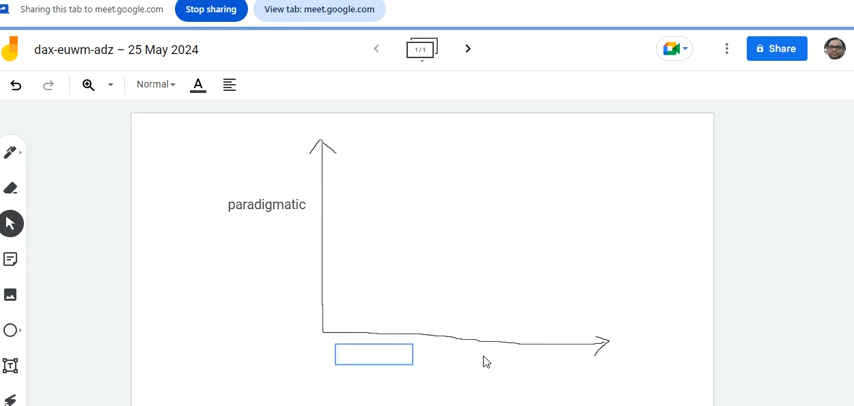 Sharing this tab to meet.google.com
Stop sharing
View tab: meet.google.com
dax-euwm-adz – 25 May 2024
1/1
Share
Normal
A
paradigmatic